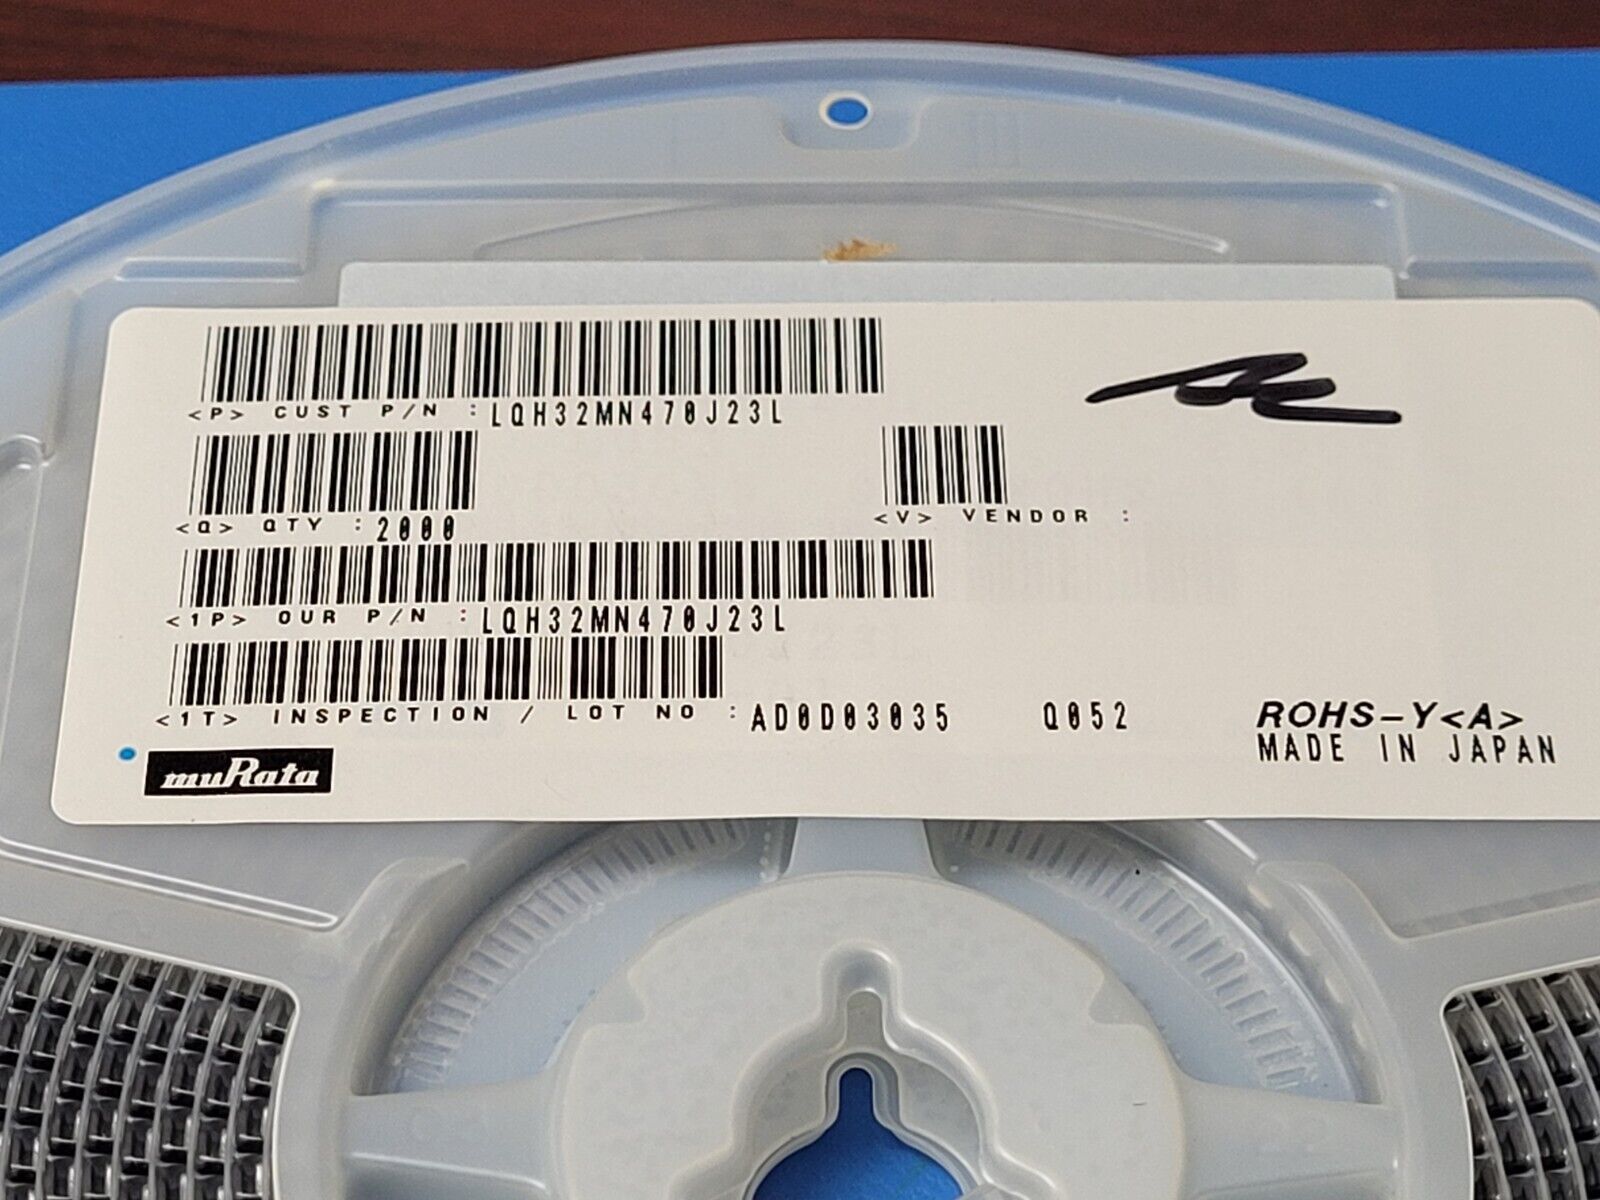 <P> CUST P/N :LQH32MN470J23L
<Q> QTY :2000
<V> VENDOR :
<1P> OUR P/N :LQH32MN470J23L
<1T> INSPECTION / LOT NO :AD0D03035 Q052
ROHS-Y<A>
MADE IN JAPAN
muRata